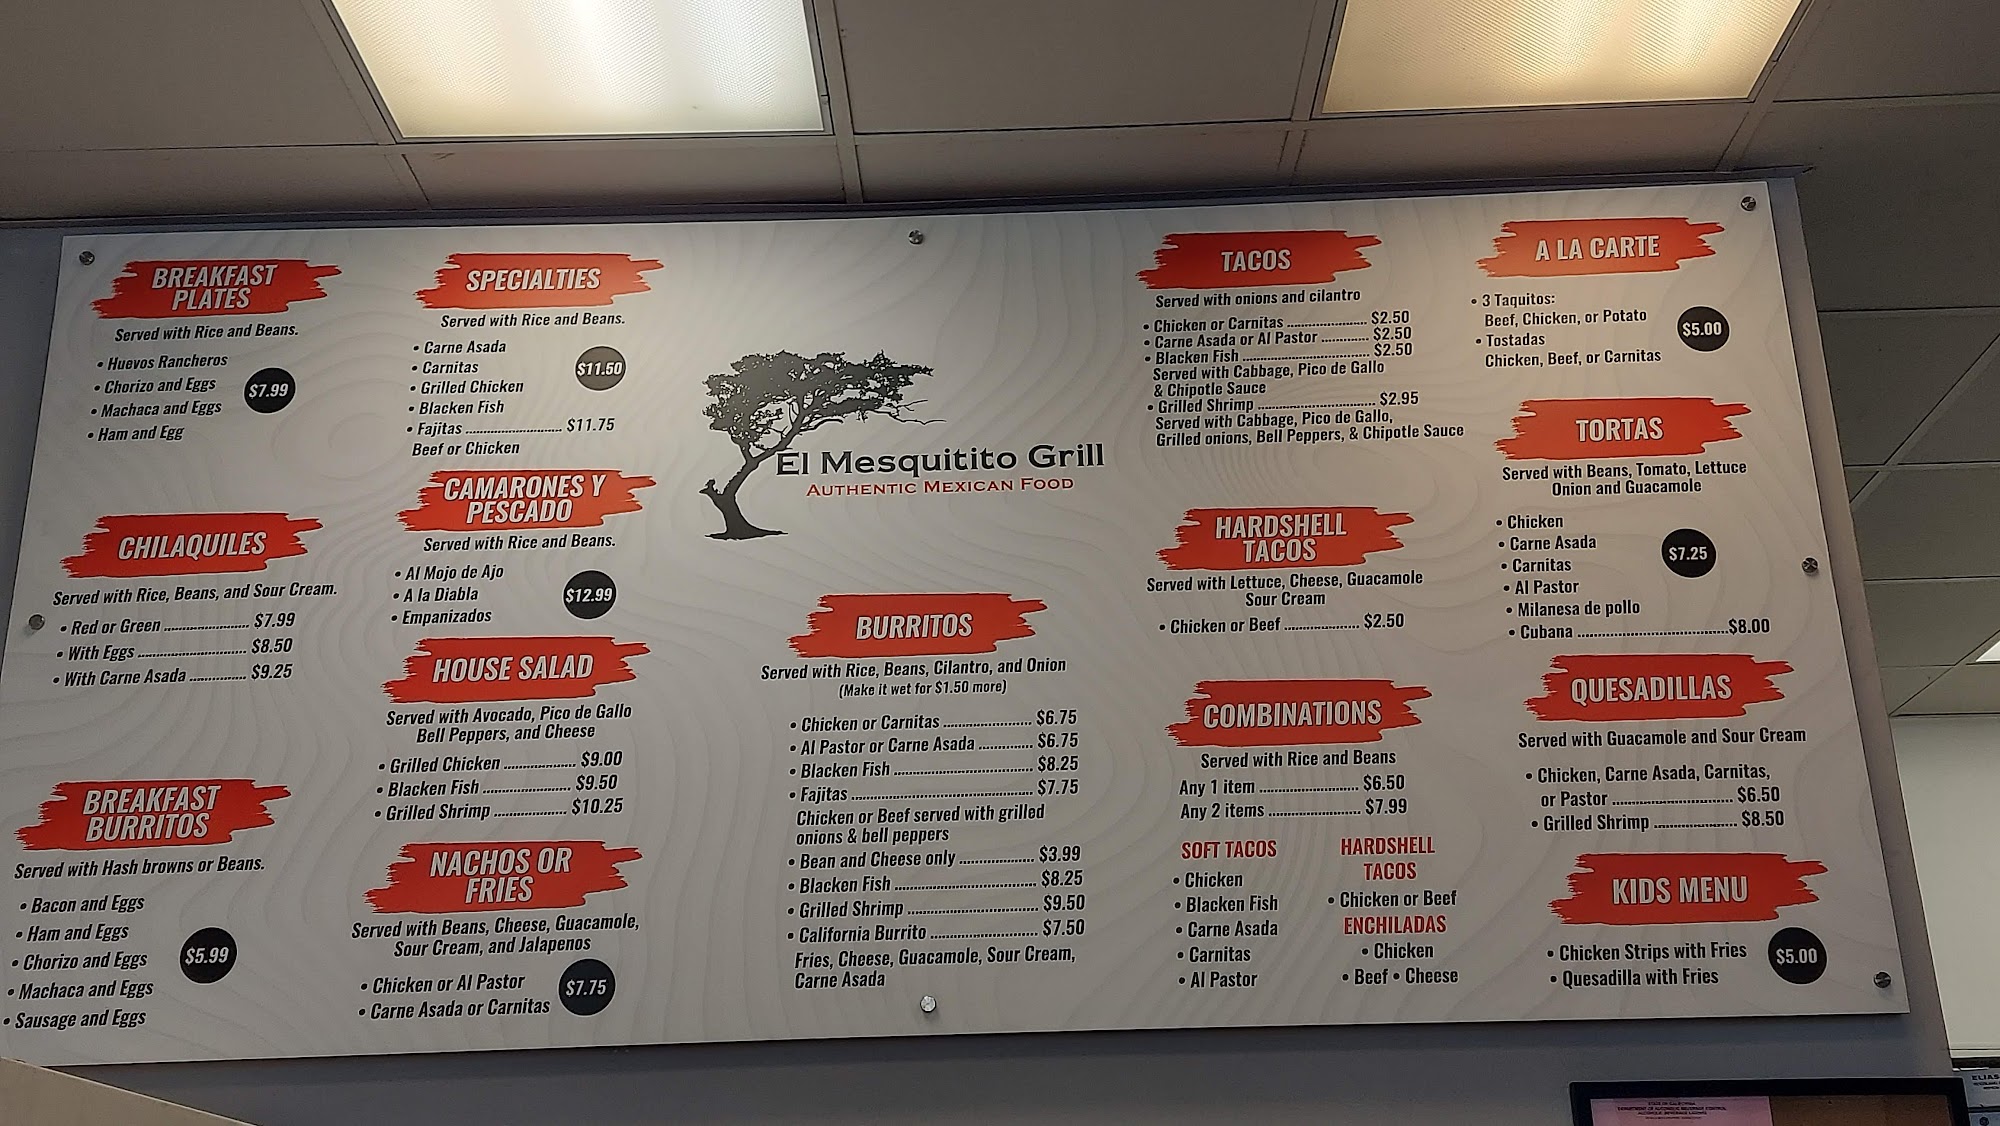 BREAKFAST
PLATES
Served with Rice and Beans.
• Huevos Rancheros
• Chorizo and Eggs
• Machaca and Eggs
• Ham and Egg
$7.99
CHILAQUILES
Served with Rice, Beans, and Sour Cream.
• Red or Green ........................ $7.99
• With Eggs ........................ $8.50
• With Carne Asada ............... $9.25
BREAKFAST
BURRITOS
Served with Hash browns or Beans.
• Bacon and Eggs
• Ham and Eggs
• Chorizo and Eggs
• Machaca and Eggs
• Sausage and Eggs
$5.99
SPECIALTIES
Served with Rice and Beans.
• Carne Asada
• Carnitas
• Grilled Chicken
• Blacken Fish
$11.50
• Fajitas ........................ $11.75
Beef or Chicken
CAMARONES Y
PESCADO
Served with Rice and Beans.
• Al Mojo de Ajo
• A la Diabla
• Empanizados
$12.99
HOUSE SALAD
Served with Avocado, Pico de Gallo
Bell Peppers, and Cheese
• Grilled Chicken .................. $9.00
• Blacken Fish ...................... $9.50
• Grilled Shrimp .................. $10.25
NACHOS OR
FRIES
Served with Beans, Cheese, Guacamole,
Sour Cream, and Jalapenos
• Chicken or Al Pastor
• Carne Asada or Carnitas
$7.75
El Mesquitito Grill
Authentic Mexican Food
BURRITOS
Served with Rice, Beans, Cilantro, and Onion
(Make it wet for $1.50 more)
• Chicken or Carnitas ...................... $6.75
• Al Pastor or Carne Asada .............. $6.75
• Blacken Fish ................................ $8.25
• Fajitas ........................................ $7.75
Chicken or Beef served with grilled
onions & bell peppers
• Bean and Cheese only .................. $3.99
• Blacken Fish ................................ $8.25
• Grilled Shrimp ............................. $9.50
• California Burrito ......................... $7.50
Fries, Cheese, Guacamole, Sour Cream,
Carne Asada
TACOS
Served with onions and cilantro
• Chicken or Carnitas ...................... $2.50
• Carne Asada or Al Pastor ............. $2.50
• Blacken Fish ................................ $2.50
Served with Cabbage, Pico de Gallo
& Chipotle Sauce
• Grilled Shrimp ............................. $2.95
Served with Cabbage, Pico de Gallo,
Grilled onions, Bell Peppers, & Chipotle Sauce
HARDSHELL
TACOS
Served with Lettuce, Cheese, Guacamole
Sour Cream
• Chicken or Beef .................... $2.50
COMBINATIONS
Served with Rice and Beans
Any 1 item ........................ $6.50
Any 2 items ...................... $7.99
SOFT TACOS
• Chicken
• Blacken Fish
• Carne Asada
• Carnitas
• Al Pastor
HARDSHELL
TACOS
• Chicken or Beef
ENCHILADAS
• Chicken
• Beef • Cheese
A LA CARTE
• 3 Taquitos:
Beef, Chicken, or Potato
• Tostadas
Chicken, Beef, or Carnitas
$5.00
TORTAS
Served with Beans, Tomato, Lettuce
Onion and Guacamole
• Chicken
• Carne Asada
• Carnitas
• Al Pastor
• Milanesa de pollo
$7.25
• Cubana ......................................$8.00
QUESADILLAS
Served with Guacamole and Sour Cream
• Chicken, Carne Asada, Carnitas,
or Pastor .............................. $6.50
• Grilled Shrimp ..................... $8.50
KIDS MENU
• Chicken Strips with Fries
• Quesadilla with Fries
$5.00
STATE OF CALIFORNIA
DEPARTMENT OF ALCOHOLIC BEVERAGE CONTROL
ALCOHOLIC BEVERAGE LICENSE
ELIAS